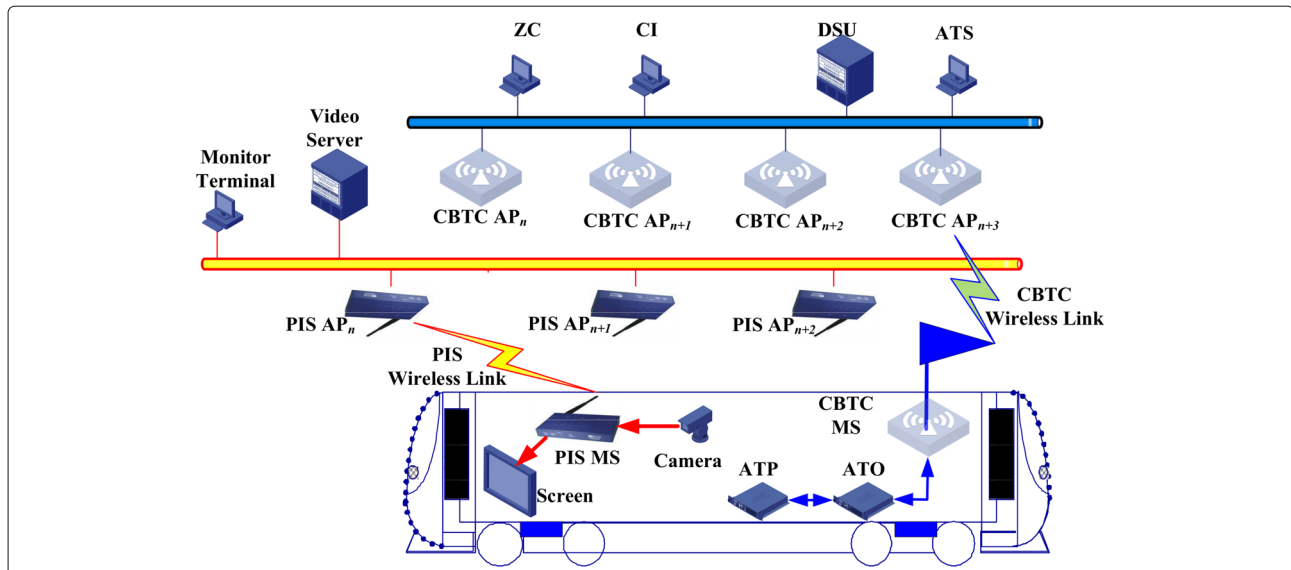 ZC
CI
DSU
ATS
Video
Server
Monitor
Terminal
CBTC APn
CBTC APn+1
CBTC APn+2
CBTC APn+3
CBTC
Wireless Link
PIS APn
PIS APn+1
PIS APn+2
PIS
Wireless Link
CBTC
MS
PIS MS
Camera
ATP
ATO
Screen